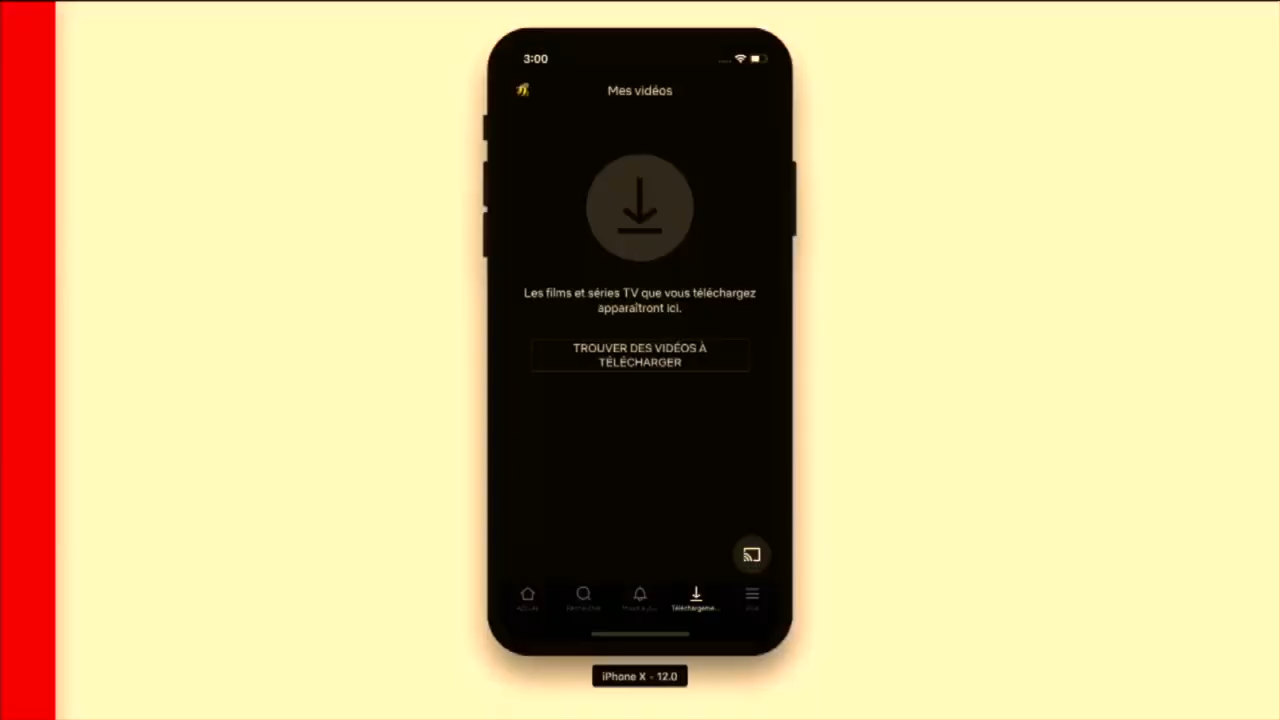 3:00
Mes vidéos
Les films et séries TV que vous téléchargez
apparaîtront ici.
TROUVER DES VIDÉOS À
TÉLÉCHARGER
Téléchargeme...
iPhone X - 12.0